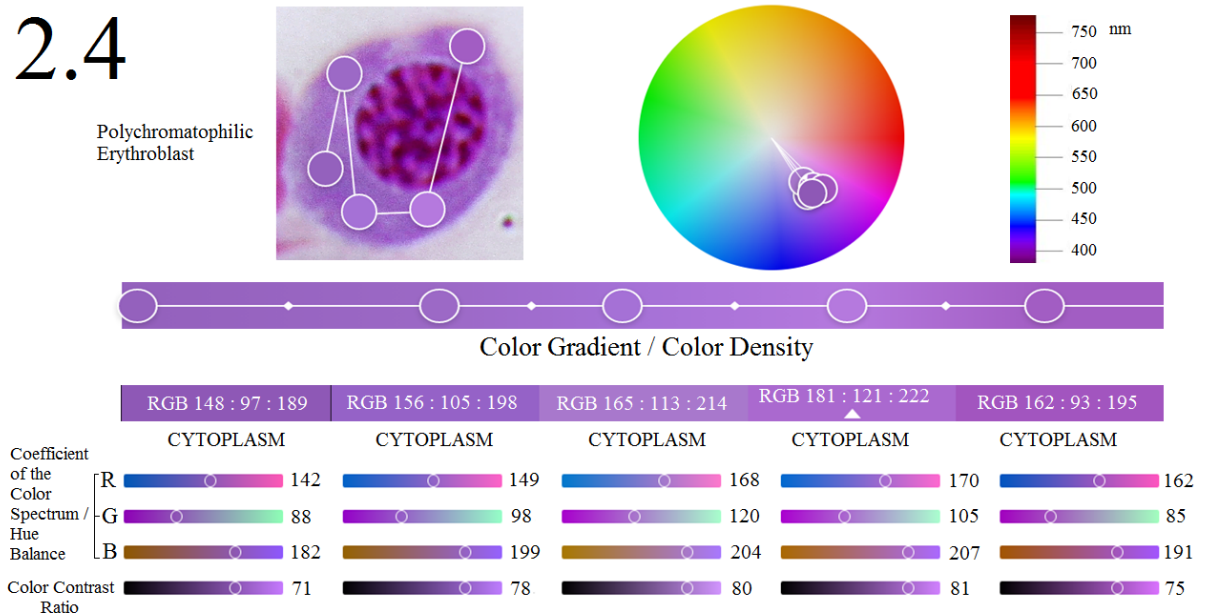 2.4
Polychromatophilic
Erythroblast
750 nm
700
650
600
550
500
450
400
Color Gradient / Color Density
RGB 148 : 97 : 189 RGB 156 : 105 : 198 RGB 165 : 113 : 214 RGB 181 : 121 : 222 RGB 162 : 93 : 195
CYTOPLASM CYTOPLASM CYTOPLASM CYTOPLASM CYTOPLASM
Coefficient
of the
Color
Spectrum /
Hue
Balance
R 142 149 168 170 162
G 88 98 120 105 85
B 182 199 204 207 191
Color Contrast
Ratio
71 78 80 81 75